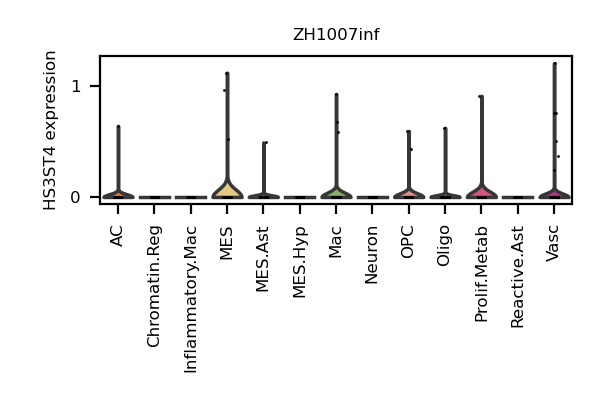 ZH1007inf
HS3ST4 expression
1
0
AC
Chromatin.Reg
Inflammatory.Mac
MES
MES.Ast
MES.Hyp
Mac
Neuron
OPC
Oligo
Prolif.Metab
Reactive.Ast
Vasc